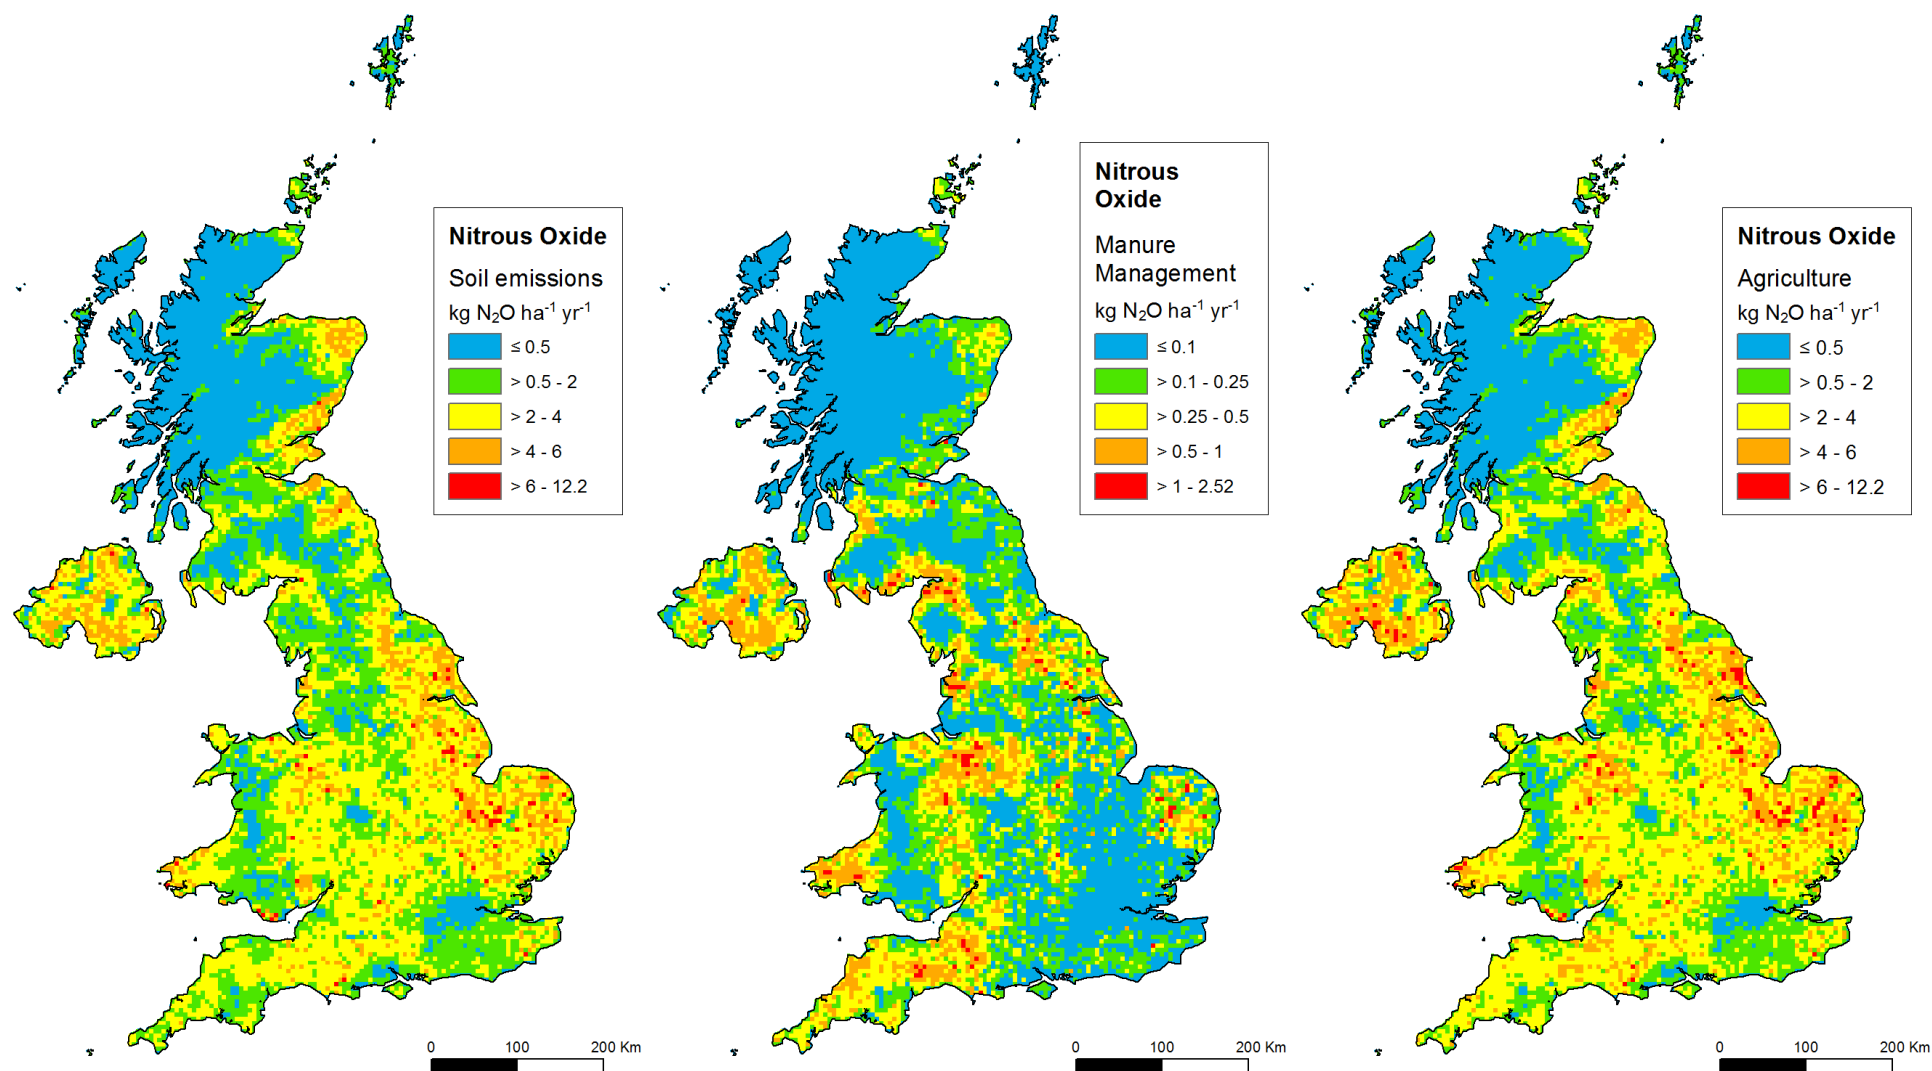 Nitrous Oxide
Soil emissions
kg N₂O ha⁻¹ yr⁻¹
≤ 0.5
> 0.5 - 2
> 2 - 4
> 4 - 6
> 6 - 12.2
0 100 200 Km
Nitrous
Oxide
Manure
Management
kg N₂O ha⁻¹ yr⁻¹
≤ 0.1
> 0.1 - 0.25
> 0.25 - 0.5
> 0.5 - 1
> 1 - 2.52
0 100 200 Km
Nitrous Oxide
Agriculture
kg N₂O ha⁻¹ yr⁻¹
≤ 0.5
> 0.5 - 2
> 2 - 4
> 4 - 6
> 6 - 12.2
0 100 200 Km